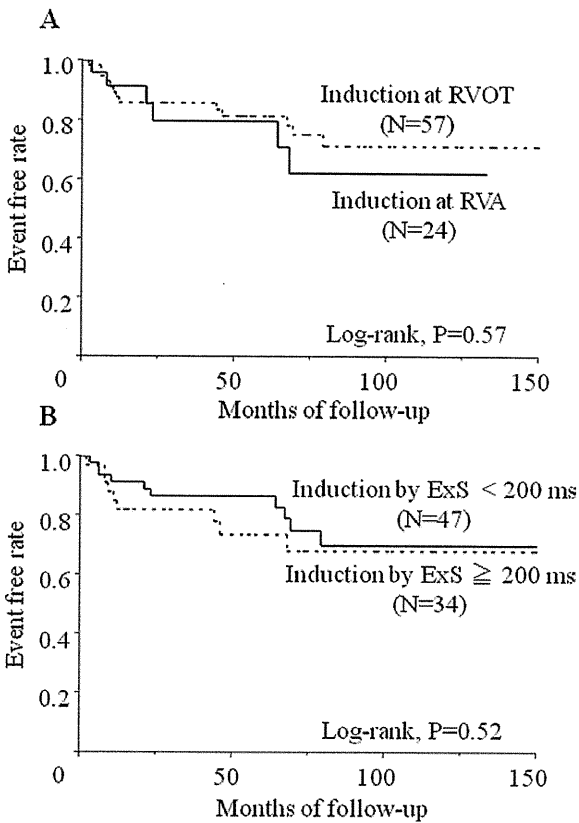 A
1.0
0.8
0.6
0.4
0.2
0
50
100
150
Event free rate
Months of follow-up
Induction at RVOT
(N=57)
Induction at RVA
(N=24)
Log-rank, P=0.57
B
1.0
0.8
0.6
0.4
0.2
0
50
100
150
Event free rate
Months of follow-up
Induction by ExS < 200 ms
(N=47)
Induction by ExS ≧ 200 ms
(N=34)
Log-rank, P=0.52